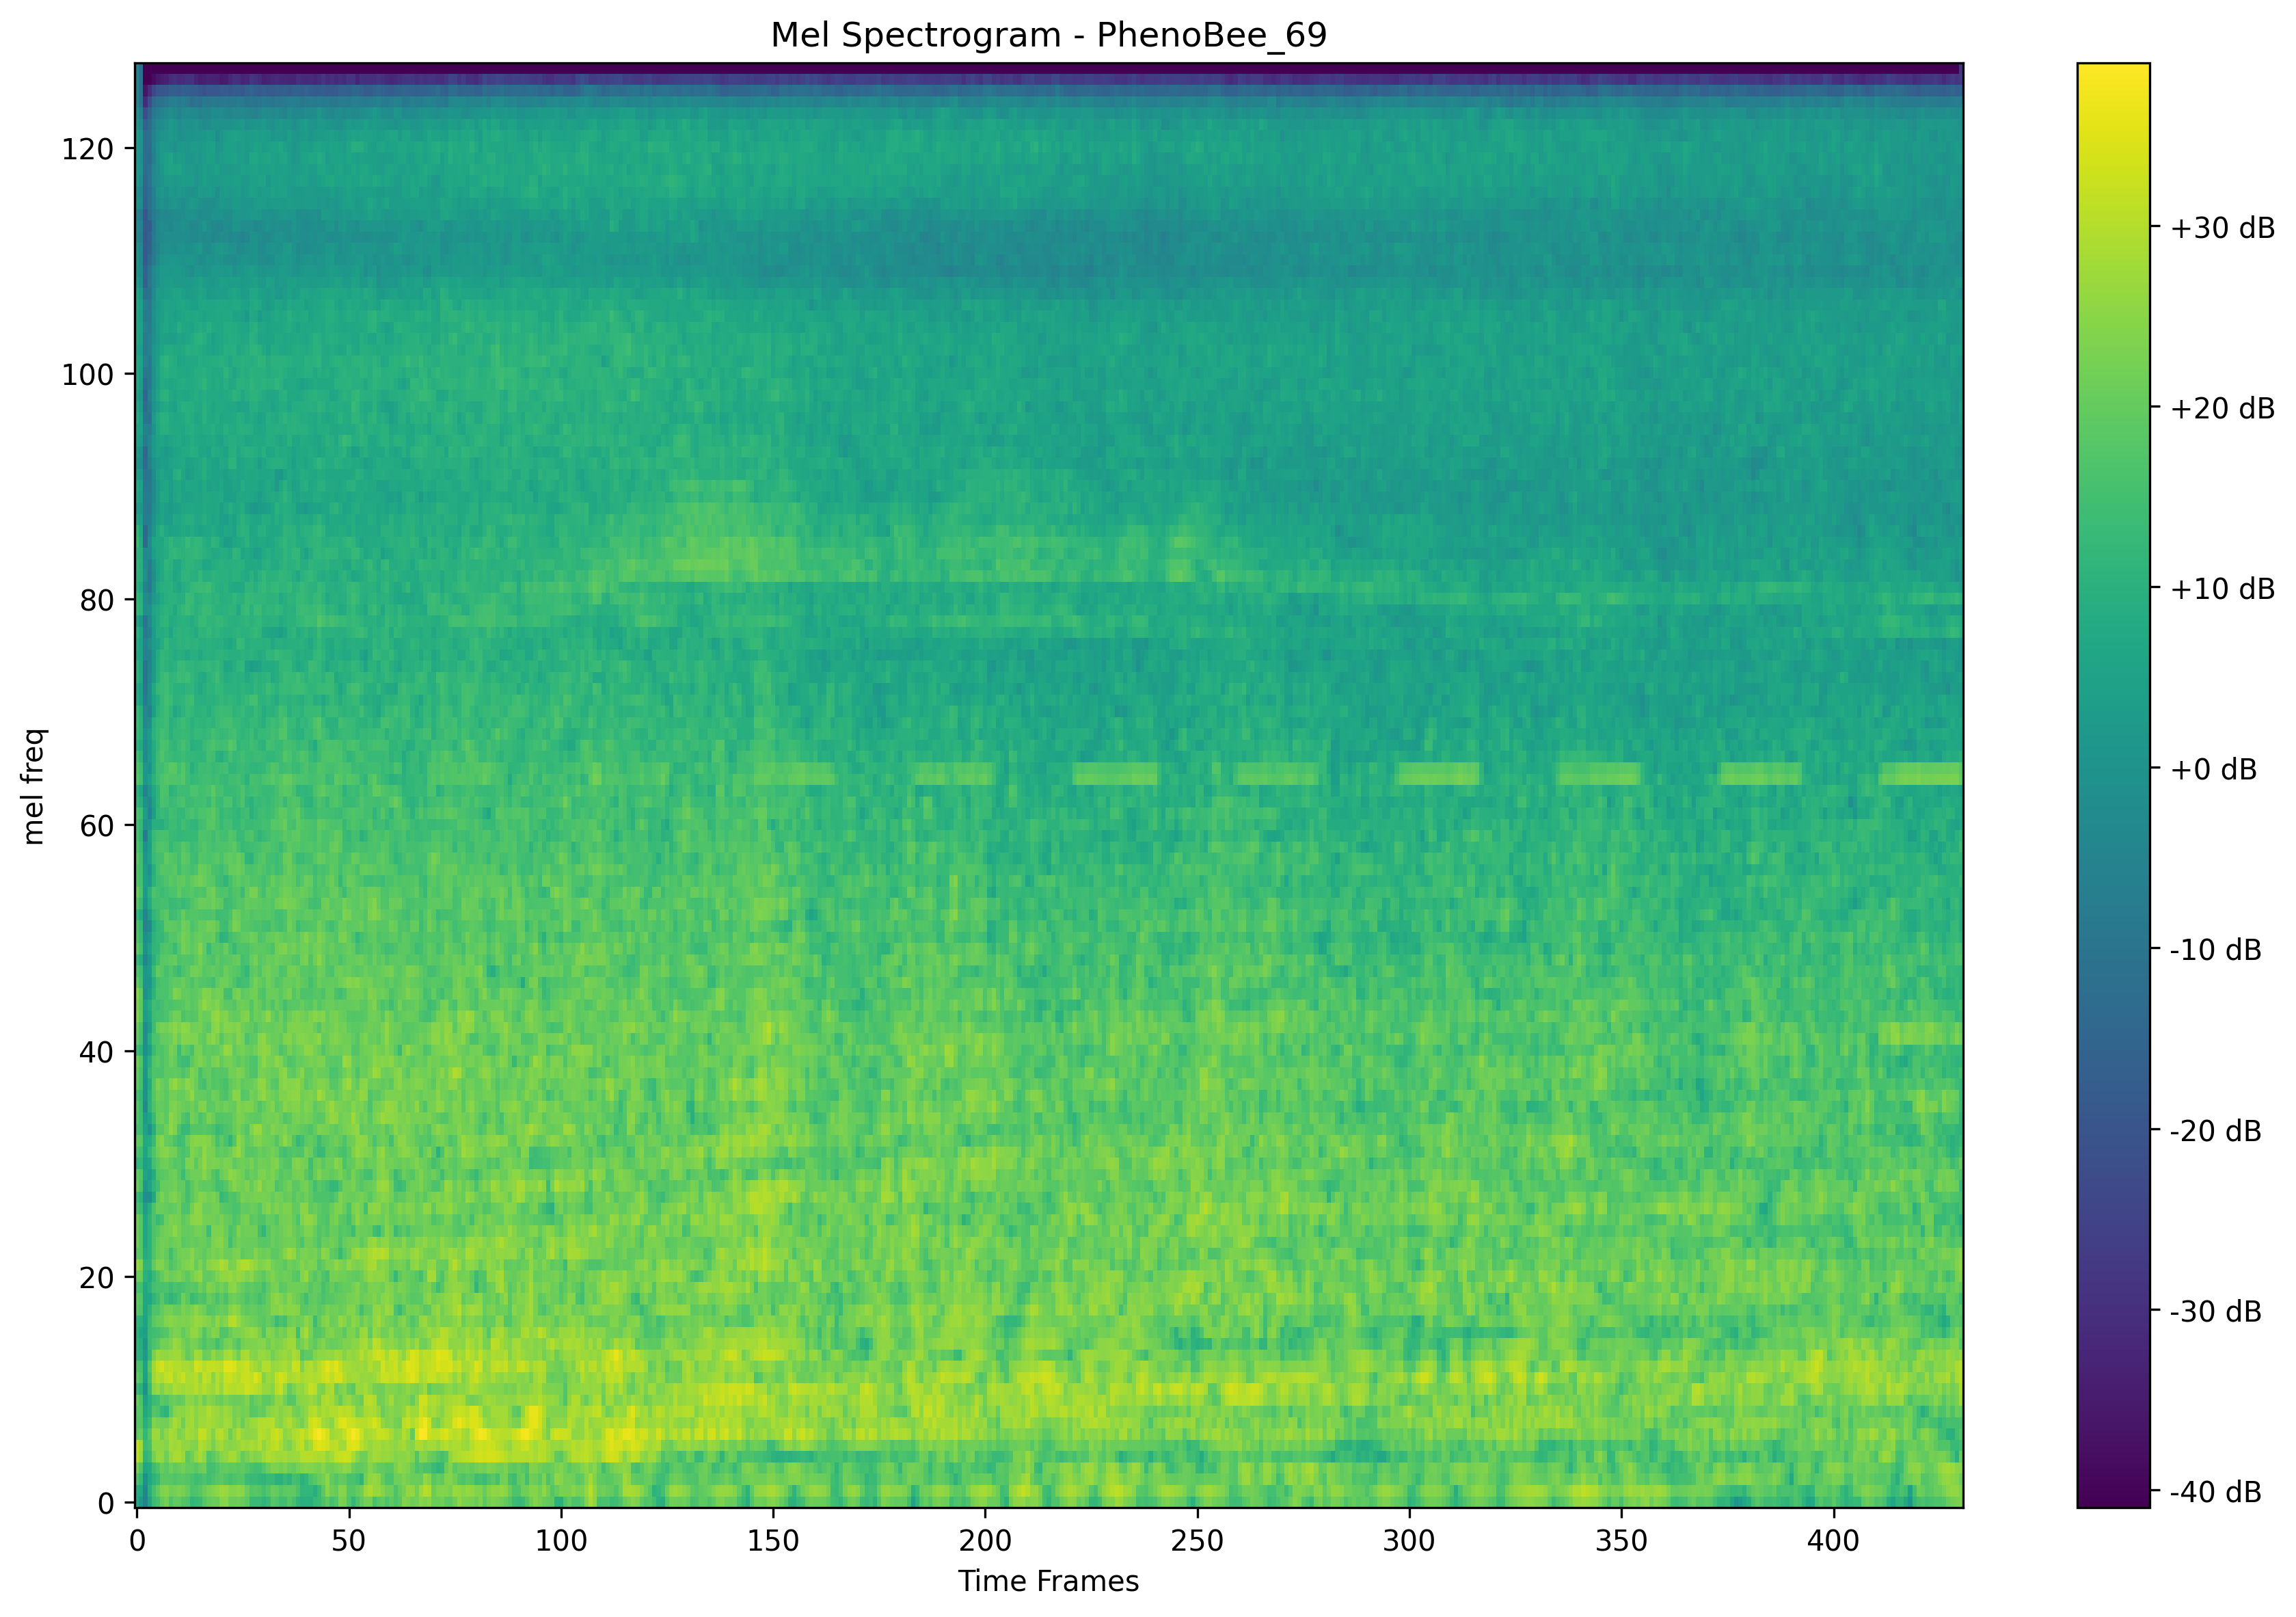 Mel Spectrogram - PhenoBee_69
120
100
80
60
40
20
0
mel freq
0 50 100 150 200 250 300 350 400
Time Frames
+30 dB
+20 dB
+10 dB
+0 dB
-10 dB
-20 dB
-30 dB
-40 dB